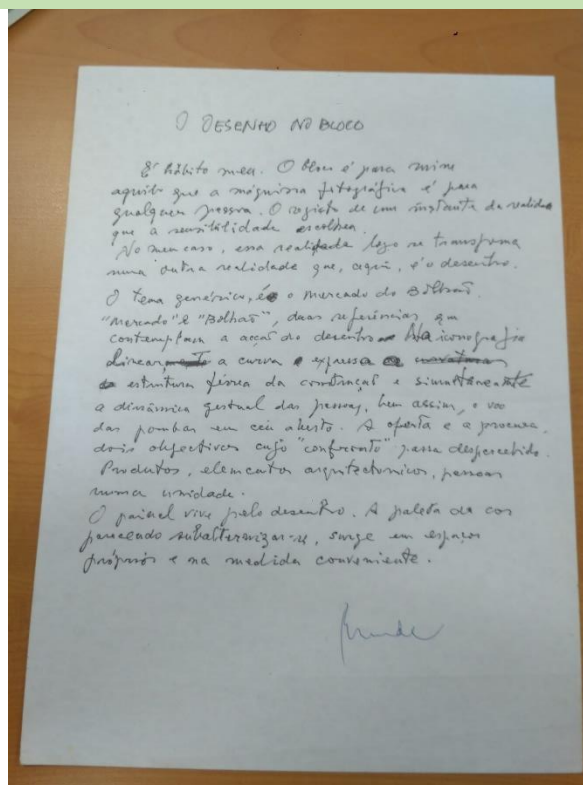 O DESENHO NO BLOCO
É hábito meu. O bloco é para mim
aquilo que a máquina fotográfica é para
qualquer pessoa. O registo de um instante da realidade
que a sensibilidade escolheu.
No meu caso, essa realidade logo se transforma
numa outra realidade que, aqui, é o desenho.
O tema genérico, é o Mercado do Bolhão.
"Mercado" e "Bolhão", duas referências que
contemplam a acção do desenho. Na iconografia
linear, a curva expressa a
estrutura férrea da construção e simultaneamente
a dinâmica gestual das pessoas, bem assim, o voo
das pombas em céu aberto. A oferta e a procura,
dois objectivos cujo "confronto" passa despercebido.
Produtos, elementos arquitectonicos, pessoas
numa unidade.
O painel vive pelo desenho. A paleta da cor
parecendo subalternizar-se, surge em espaços
próprios e na medida conveniente.